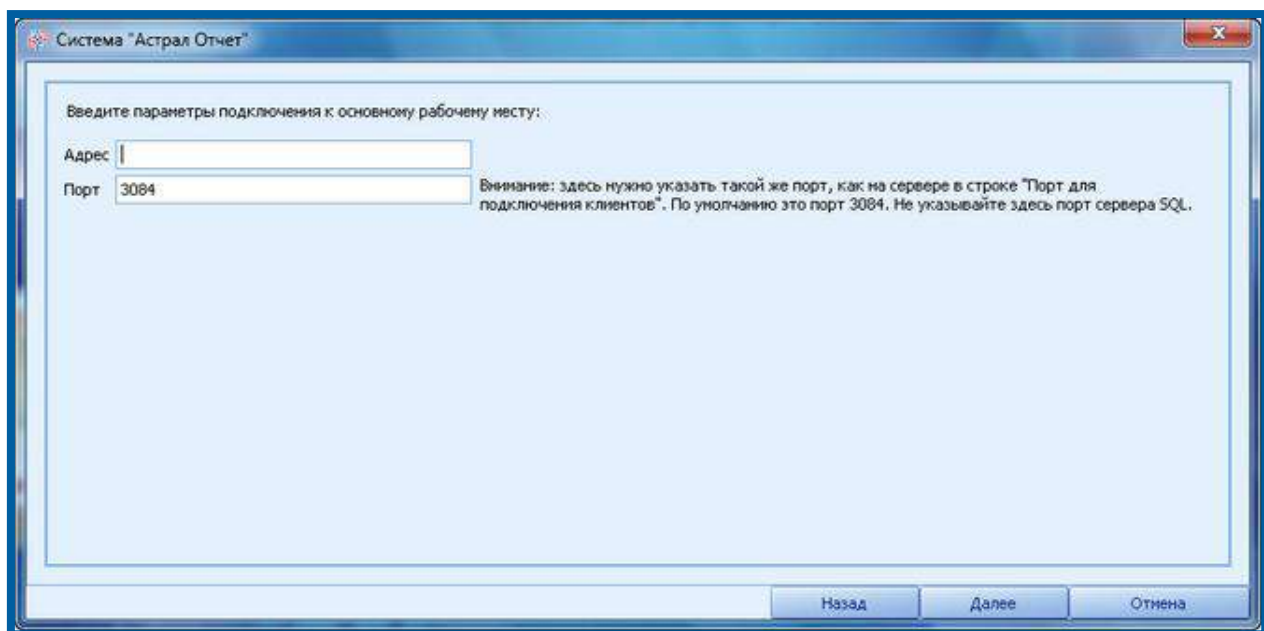 Система "Астрал Отчет"
Введите параметры подключения к основному рабочему месту:
Адрес
Порт 3084
Внимание: здесь нужно указать такой же порт, как на сервере в строке "Порт для
подключения клиентов". По умолчанию это порт 3084. Не указывайте здесь порт сервера SQL.
Назад Далее Отмена